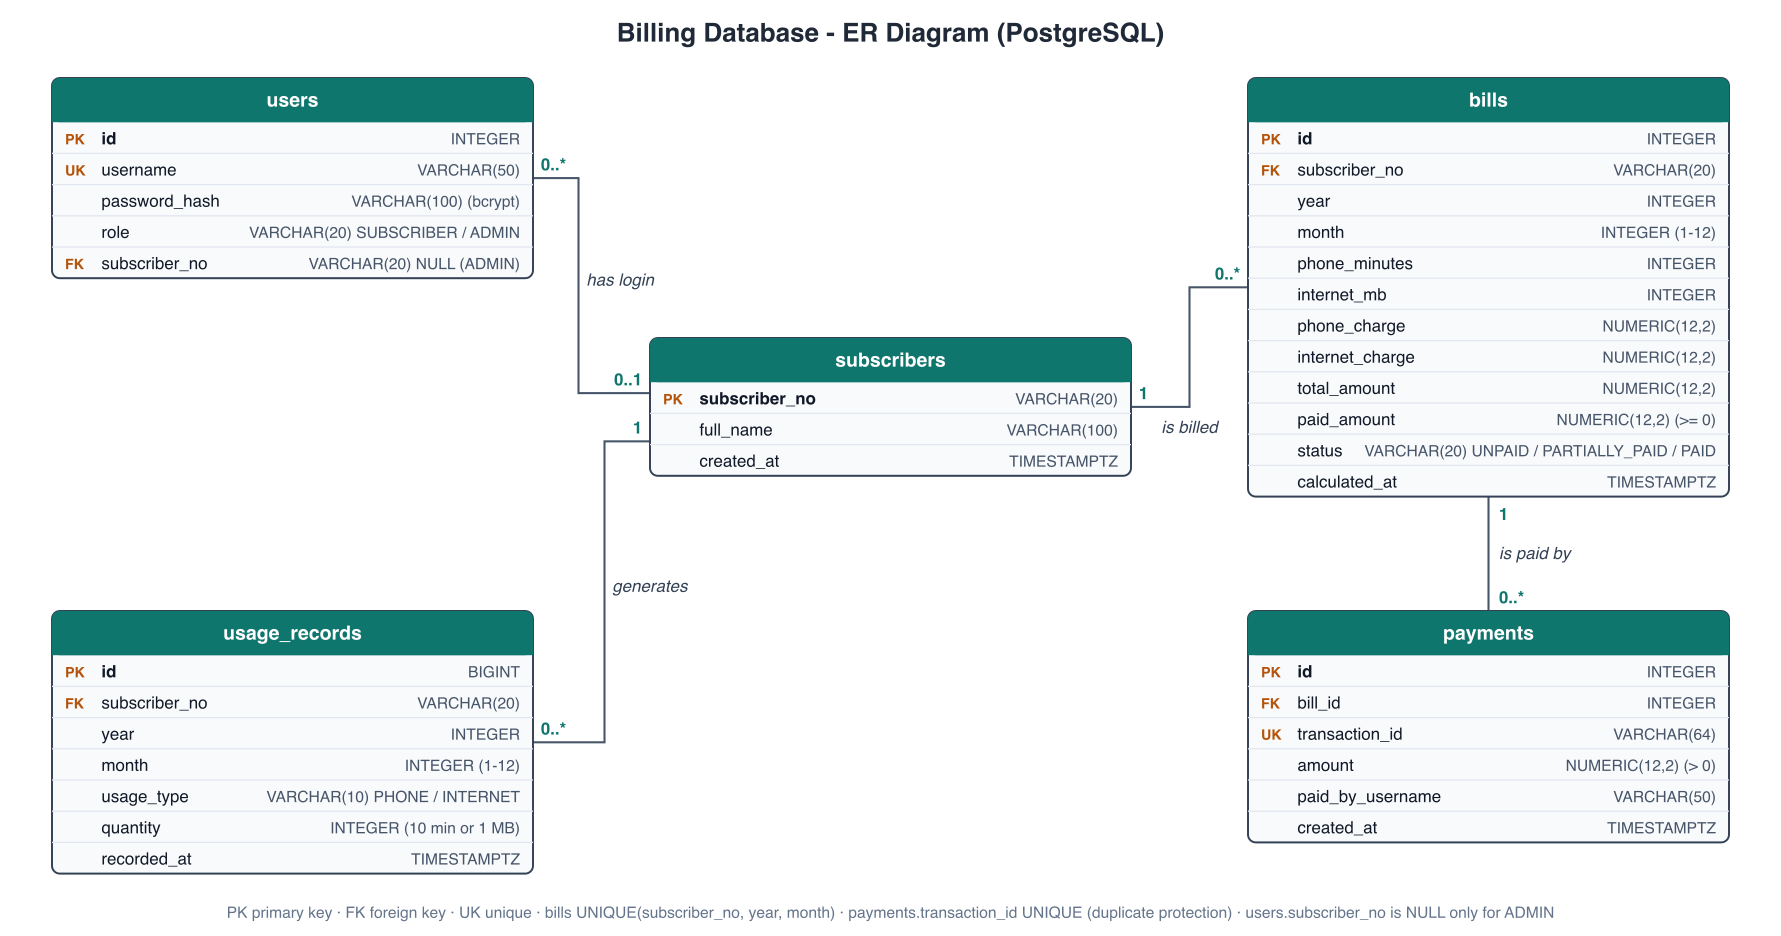 Billing Database - ER Diagram (PostgreSQL)
users
PK id INTEGER
UK username VARCHAR(50)
password_hash VARCHAR(100) (bcrypt)
role VARCHAR(20) SUBSCRIBER / ADMIN
FK subscriber_no VARCHAR(20) NULL (ADMIN)
0..*
has login
0..1
subscribers
PK subscriber_no VARCHAR(20)
full_name VARCHAR(100)
created_at TIMESTAMPTZ
1
is billed
0..*
bills
PK id INTEGER
FK subscriber_no VARCHAR(20)
year INTEGER
month INTEGER (1-12)
phone_minutes INTEGER
internet_mb INTEGER
phone_charge NUMERIC(12,2)
internet_charge NUMERIC(12,2)
total_amount NUMERIC(12,2)
paid_amount NUMERIC(12,2) (>= 0)
status VARCHAR(20) UNPAID / PARTIALLY_PAID / PAID
calculated_at TIMESTAMPTZ
1
generates
0..*
usage_records
PK id BIGINT
FK subscriber_no VARCHAR(20)
year INTEGER
month INTEGER (1-12)
usage_type VARCHAR(10) PHONE / INTERNET
quantity INTEGER (10 min or 1 MB)
recorded_at TIMESTAMPTZ
1
is paid by
0..*
payments
PK id INTEGER
FK bill_id INTEGER
UK transaction_id VARCHAR(64)
amount NUMERIC(12,2) (> 0)
paid_by_username VARCHAR(50)
created_at TIMESTAMPTZ
PK primary key · FK foreign key · UK unique · bills UNIQUE(subscriber_no, year, month) · payments.transaction_id UNIQUE (duplicate protection) · users.subscriber_no is NULL only for ADMIN